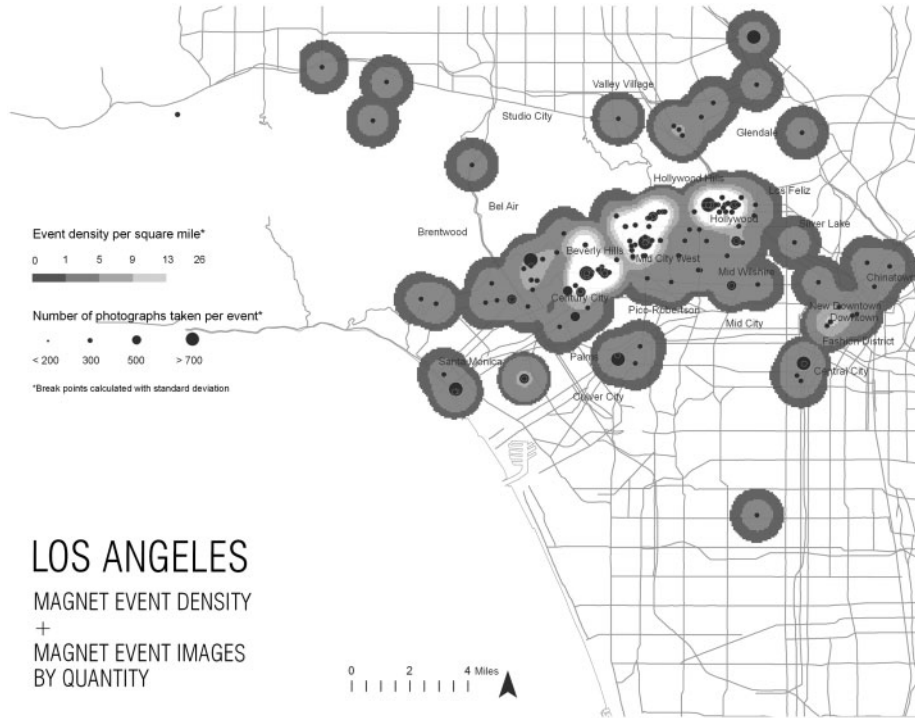 Valley Village
Studio City
Glendale
Hollywood Hills
Los Feliz
Bel Air
Hollywood
Silver Lake
Brentwood
Event density per square mile*
0 1 5 9 13 26
Beverly Hills
Mid City West
Mid Wilshire
Chinatown
Century City
New Downtown
Number of photographs taken per event*
Pico-Robertson
Downtown
Mid City
< 200 300 500 > 700
Fashion District
Santa Monica
Palms
Central City
*Break points calculated with standard deviation
Culver City
LOS ANGELES
MAGNET EVENT DENSITY
+
MAGNET EVENT IMAGES
BY QUANTITY
0 2 4 Miles